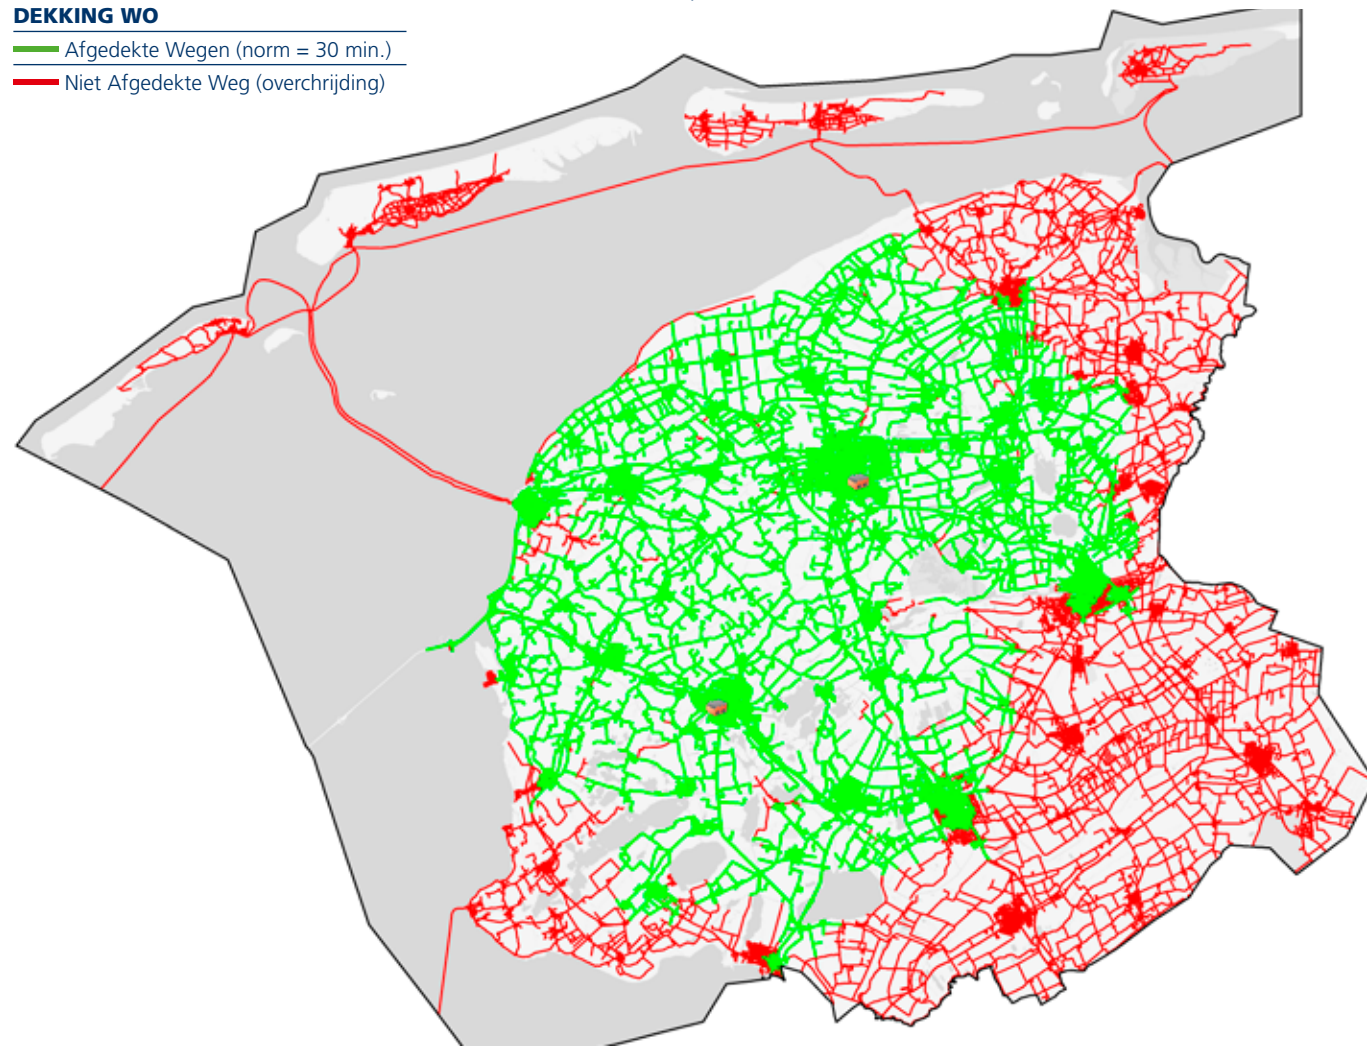 DEKKING WO
Afgedekte Wegen (norm = 30 min.)
Niet Afgedekte Weg (overchrijding)